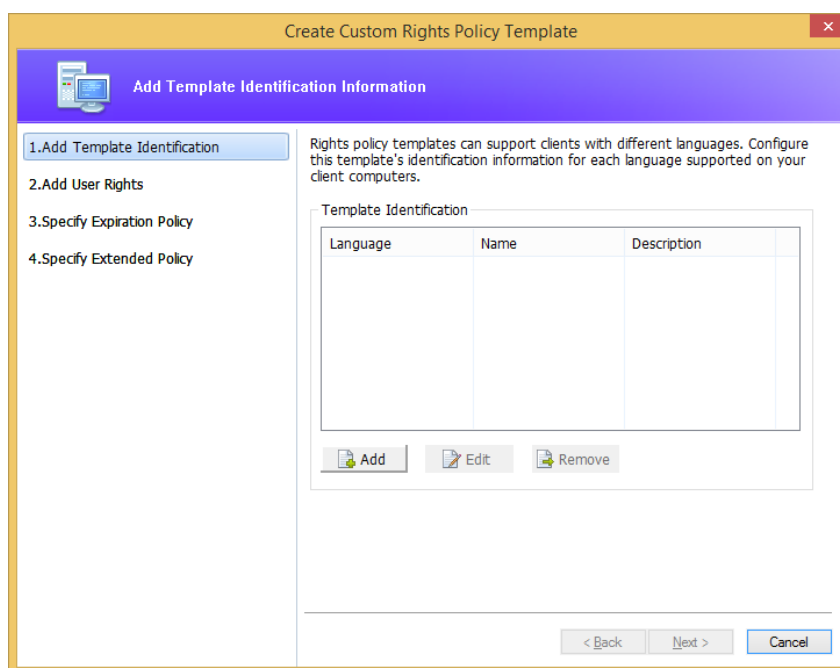 Create Custom Rights Policy Template
Add Template Identification Information
1.Add Template Identification
2.Add User Rights
3.Specify Expiration Policy
4.Specify Extended Policy
Rights policy templates can support clients with different languages. Configure
this template's identification information for each language supported on your
client computers.
Template Identification
Language Name Description
Add Edit Remove
< Back Next > Cancel